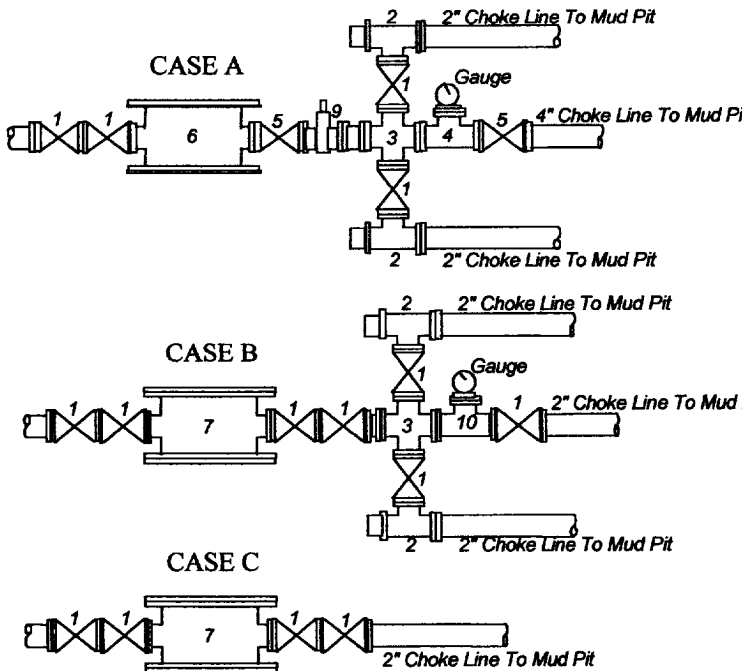 2 2" Choke Line To Mud Pit
CASE A
Gauge
1
1 1 6 5 9 3 4 5 4" Choke Line To Mud Pi
1
2 2" Choke Line To Mud Pit
2 2" Choke Line To Mud Pit
CASE B
Gauge
1
1 1 7 1 1 3 10 1 2" Choke Line To Mud
1
2 2" Choke Line To Mud Pit
CASE C
1 1 7 1 1
2" Choke Line To Mud Pit